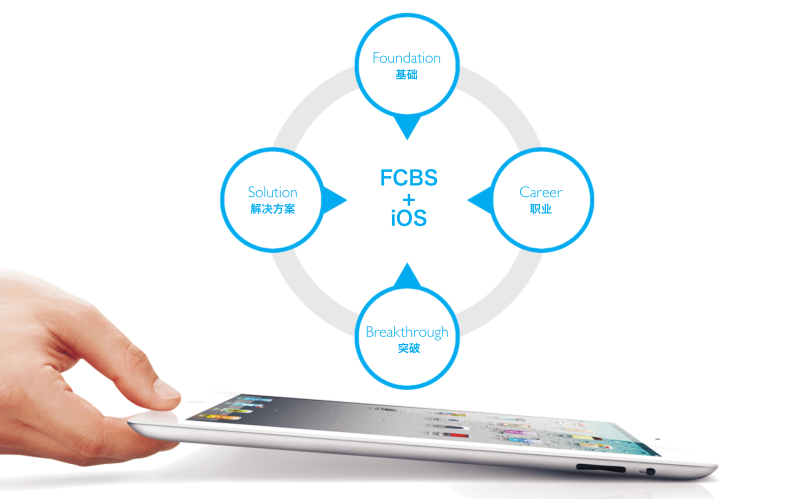 Foundation
基础
Solution
解决方案
FCBS
+
iOS
Career
职业
Breakthrough
突破